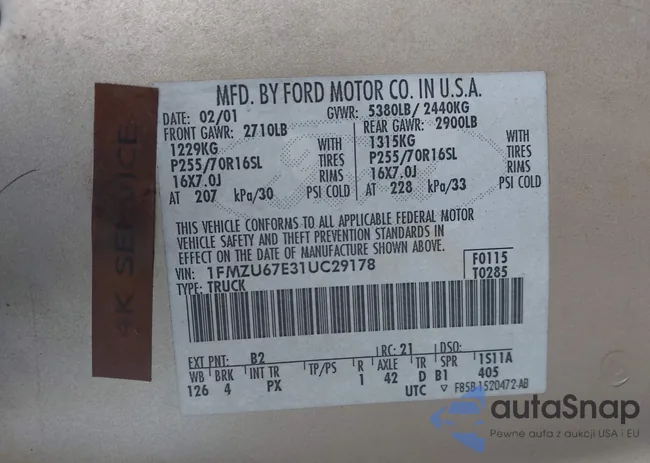 MFD. BY FORD MOTOR CO. IN U.S.A.
DATE: 02/01 GVWR: 5380LB/ 2440KG
FRONT GAWR: 2710LB REAR GAWR: 2900LB
1229KG WITH 1315KG WITH
P255/70R16SL TIRES P255/70R16SL TIRES
16X7.0J RIMS 16X7.0J RIMS
AT 207 kPa/30 PSI COLD AT 228 kPa/33 PSI COLD
THIS VEHICLE CONFORMS TO ALL APPLICABLE FEDERAL MOTOR
VEHICLE SAFETY AND THEFT PREVENTION STANDARDS IN
EFFECT ON THE DATE OF MANUFACTURE SHOWN ABOVE.
VIN: 1FMZU67E31UC29178 F0115
TYPE: TRUCK T0285
EXT PNT: B2 RC: 21 DSO:
WB BRK INT TR TP/PS R AXLE TR SPR 1S11A
126 4 PX 1 42 D B1 405
UTC ▽ F85B-1520472-AB
4K SERVICE
autaSnap
Pewne auta z aukcji USA i EU